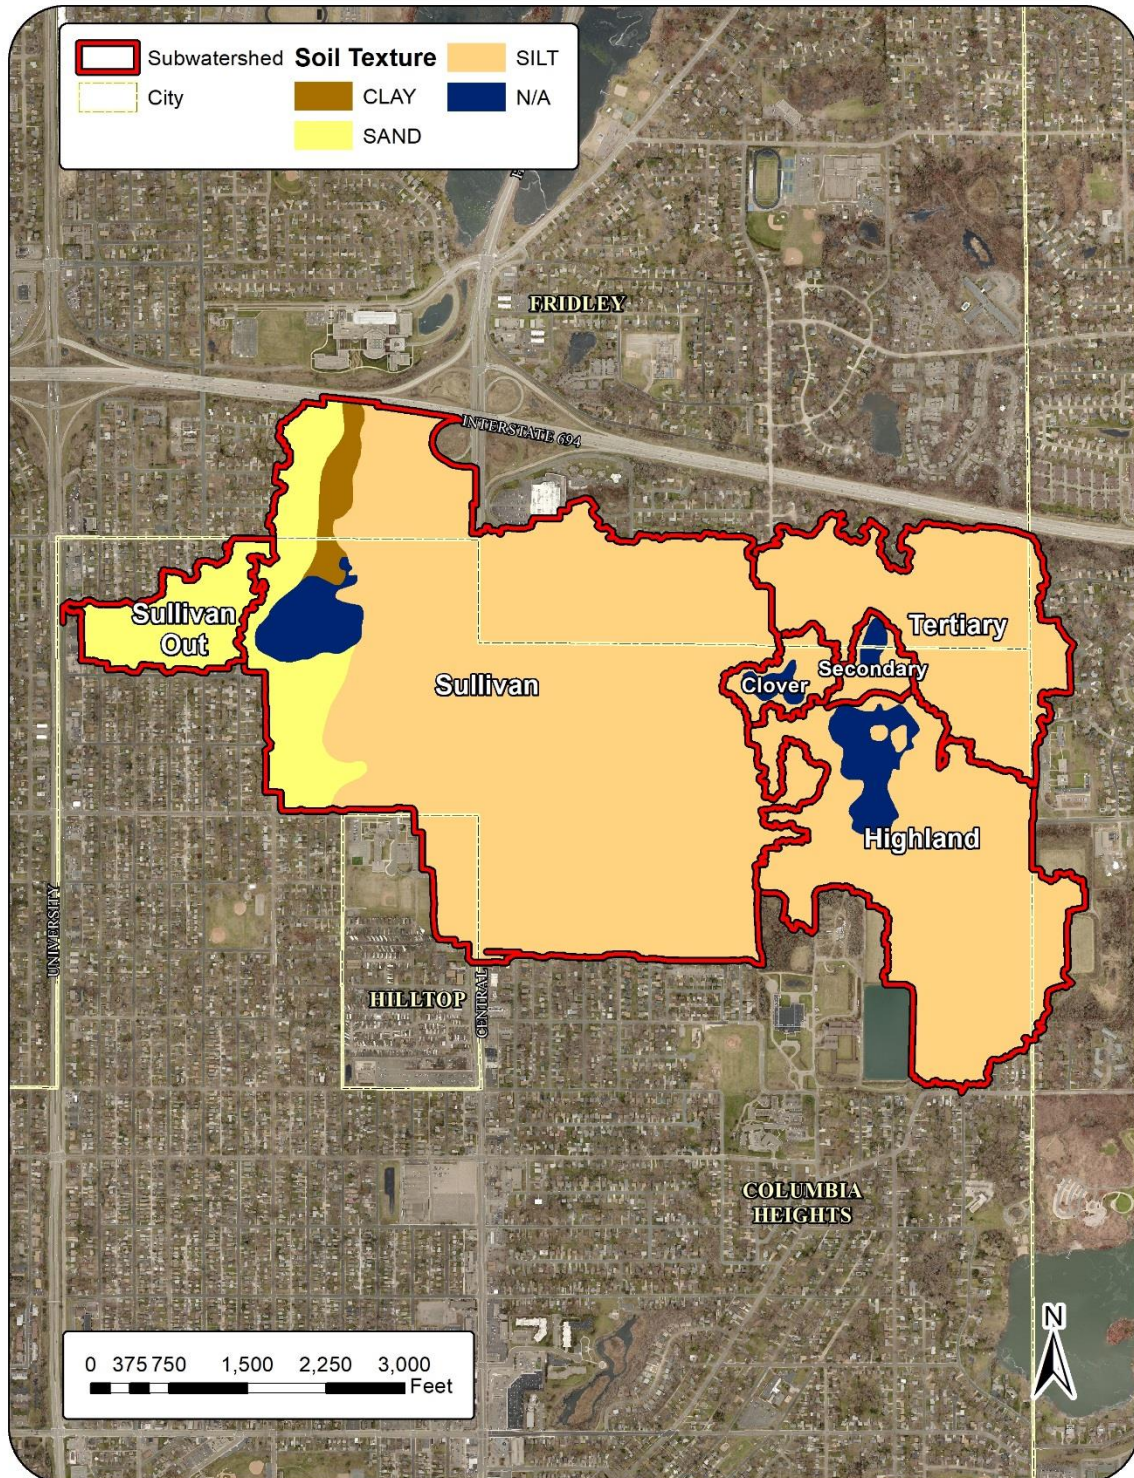 Subwatershed
City
Soil Texture
CLAY
SAND
SILT
N/A
FRIDLEY
INTERSTATE 694
Sullivan
Out
Sullivan
Tertiary
Secondary
Clover
Highland
UNIVERSITY
HILLTOP
CENTRAL
COLUMBIA
HEIGHTS
0 375 750 1,500 2,250 3,000
Feet
N